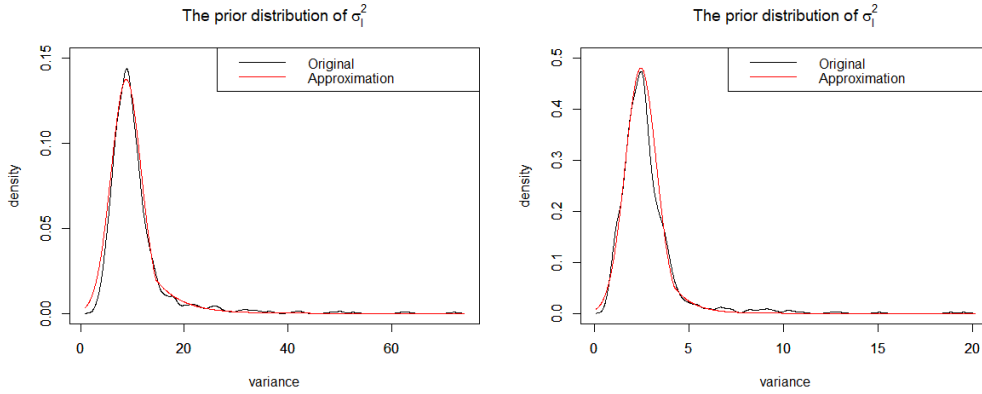 The prior distribution of σ_l^2
Original
Approximation
density
0.00 0.05 0.10 0.15
0 20 40 60
variance
The prior distribution of σ_l^2
Original
Approximation
density
0.0 0.1 0.2 0.3 0.4 0.5
0 5 10 15 20
variance